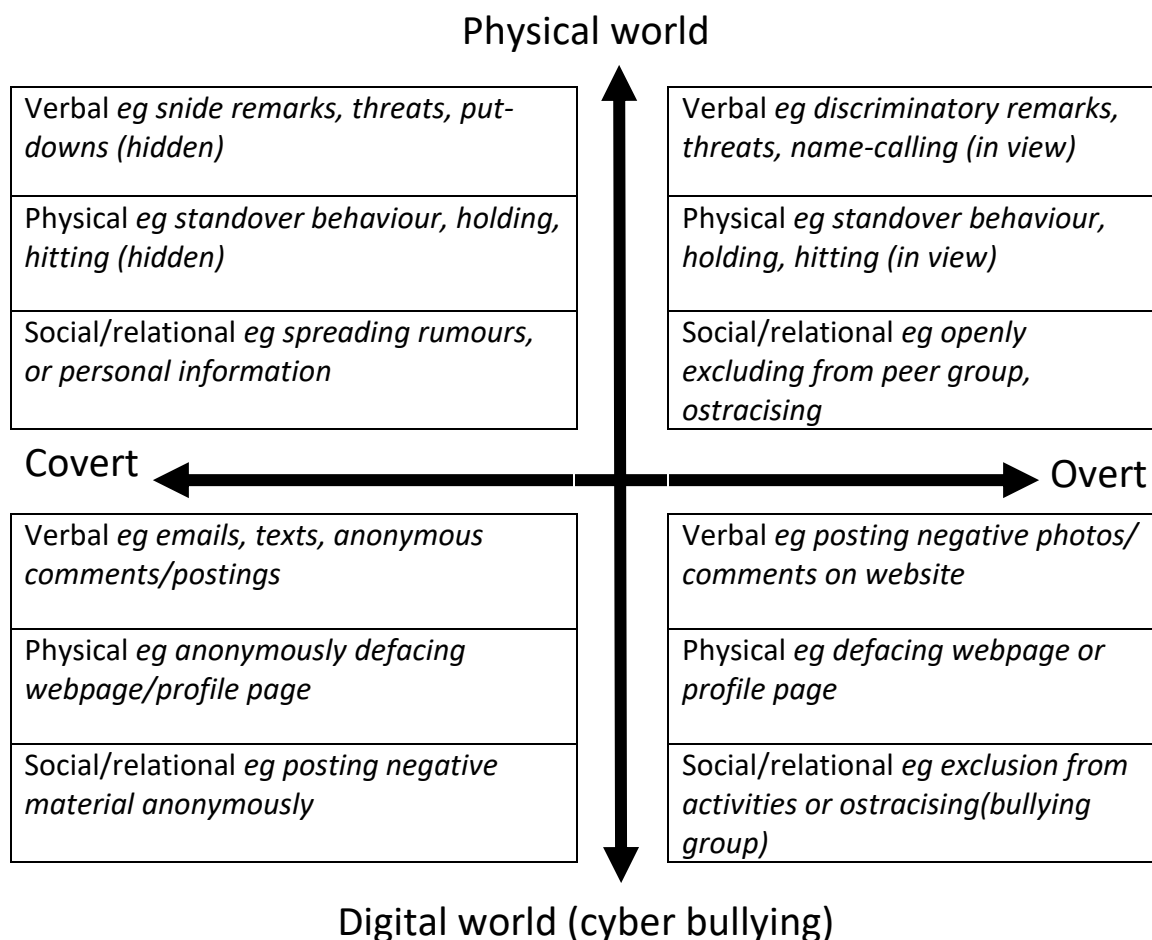 Physical world
Verbal eg snide remarks, threats, put-
downs (hidden)
Physical eg standover behaviour, holding,
hitting (hidden)
Social/relational eg spreading rumours,
or personal information
Verbal eg discriminatory remarks,
threats, name-calling (in view)
Physical eg standover behaviour,
holding, hitting (in view)
Social/relational eg openly
excluding from peer group,
ostracising
Covert
Overt
Verbal eg emails, texts, anonymous
comments/postings
Physical eg anonymously defacing
webpage/profile page
Social/relational eg posting negative
material anonymously
Verbal eg posting negative photos/
comments on website
Physical eg defacing webpage or
profile page
Social/relational eg exclusion from
activities or ostracising(bullying
group)
Digital world (cyber bullying)